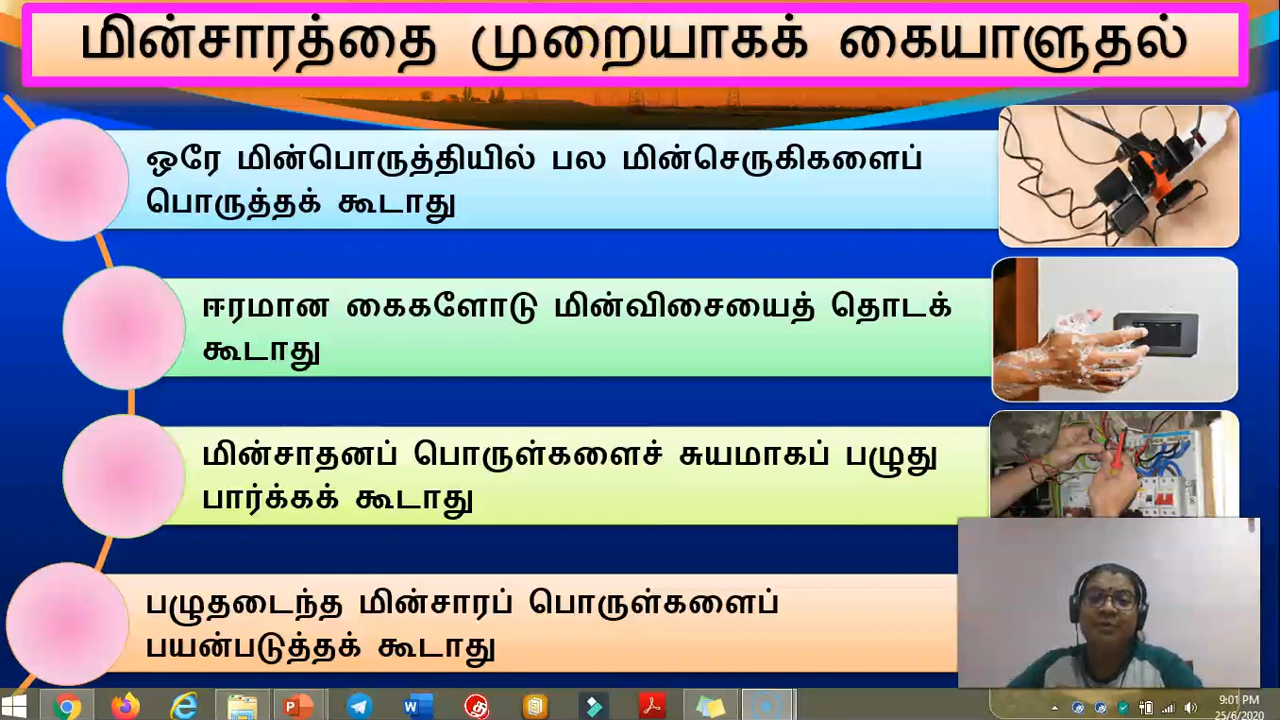 மின்சாரத்தை முறையாகக் கையாளுதல்
ஒரே மின்பொருத்தியில் பல மின்செருகிகளைப்
பொருத்தக் கூடாது
ஈரமான கைகளோடு மின்விசையைத் தொடக்
கூடாது
மின்சாதனப் பொருள்களைச் சுயமாகப் பழுது
பார்க்கக் கூடாது
பழுதடைந்த மின்சாரப் பொருள்களைப்
பயன்படுத்தக் கூடாது
9:01 PM
25/6/2020